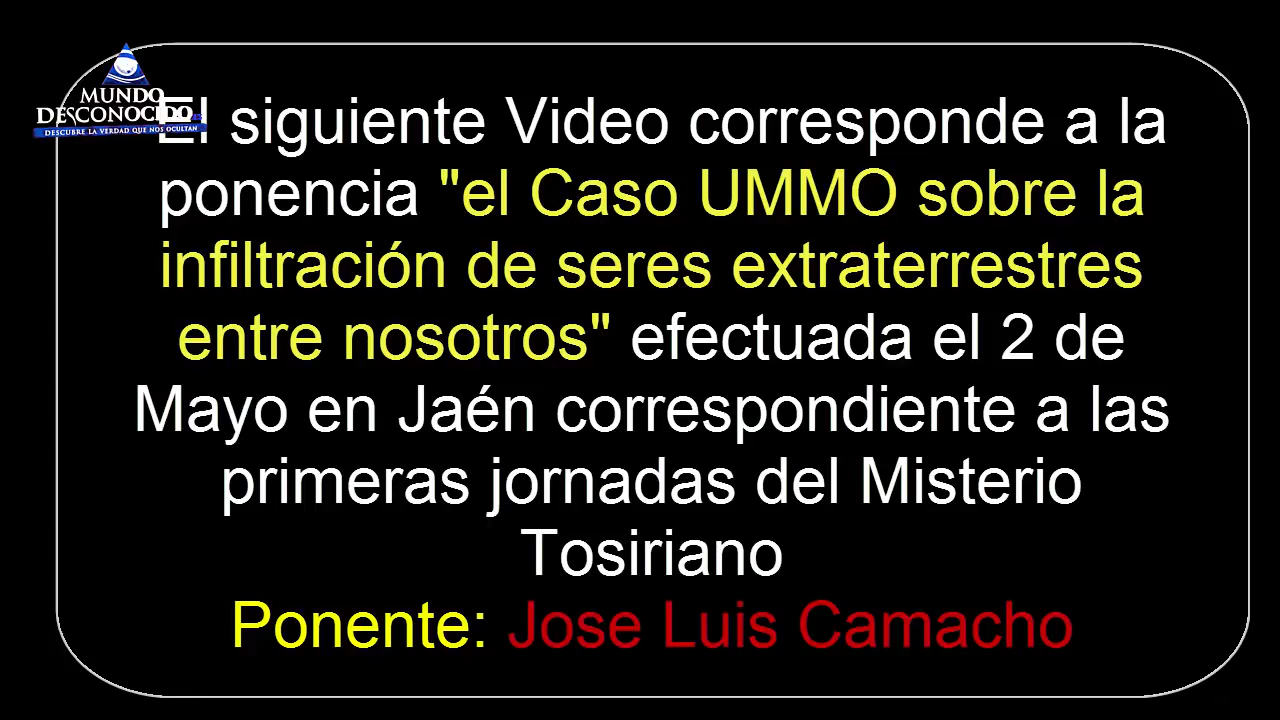 MUNDO
DESCONOCIDO.ES
DESCUBRE LA VERDAD QUE NOS OCULTAN
El siguiente Video corresponde a la
ponencia "el Caso UMMO sobre la
infiltración de seres extraterrestres
entre nosotros" efectuada el 2 de
Mayo en Jaén correspondiente a las
primeras jornadas del Misterio
Tosiriano
Ponente: Jose Luis Camacho